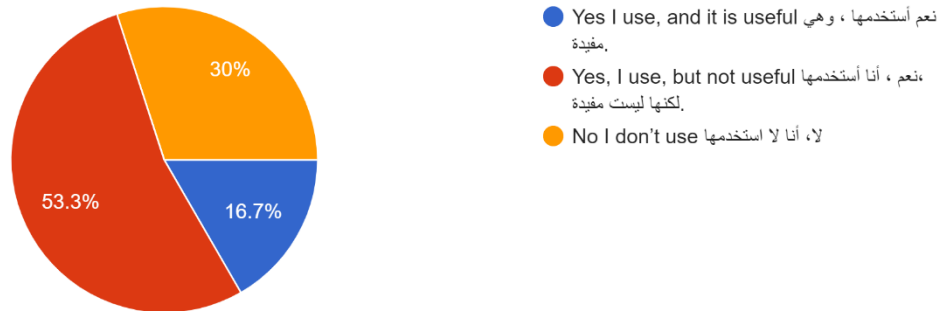 30%
53.3%
16.7%
Yes I use, and it is useful نعم أستخدمها ، وهي
مفيدة.
Yes, I use, but not useful نعم ، أنا أستخدمها،
لكنها ليست مفيدة.
No I don’t use لا، أنا لا استخدمها